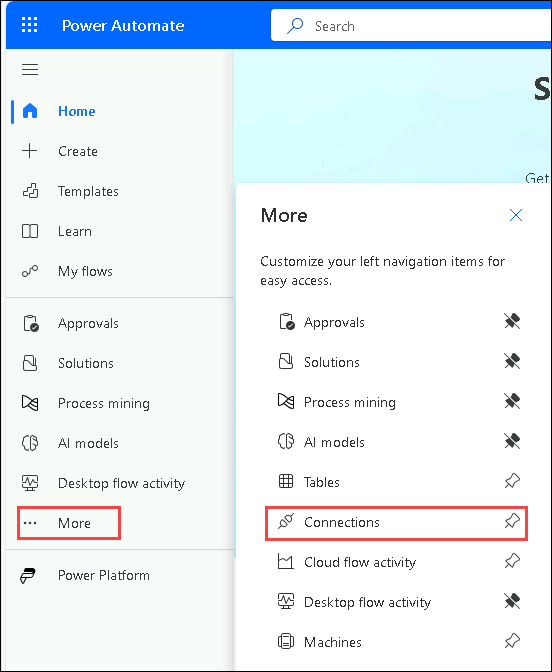 Power Automate
Search
Home
Create
Templates
Learn
My flows
Approvals
Solutions
Process mining
AI models
Desktop flow activity
More
Power Platform
S
Get
More
Customize your left navigation items for
easy access.
Approvals
Solutions
Process mining
AI models
Tables
Connections
Cloud flow activity
Desktop flow activity
Machines